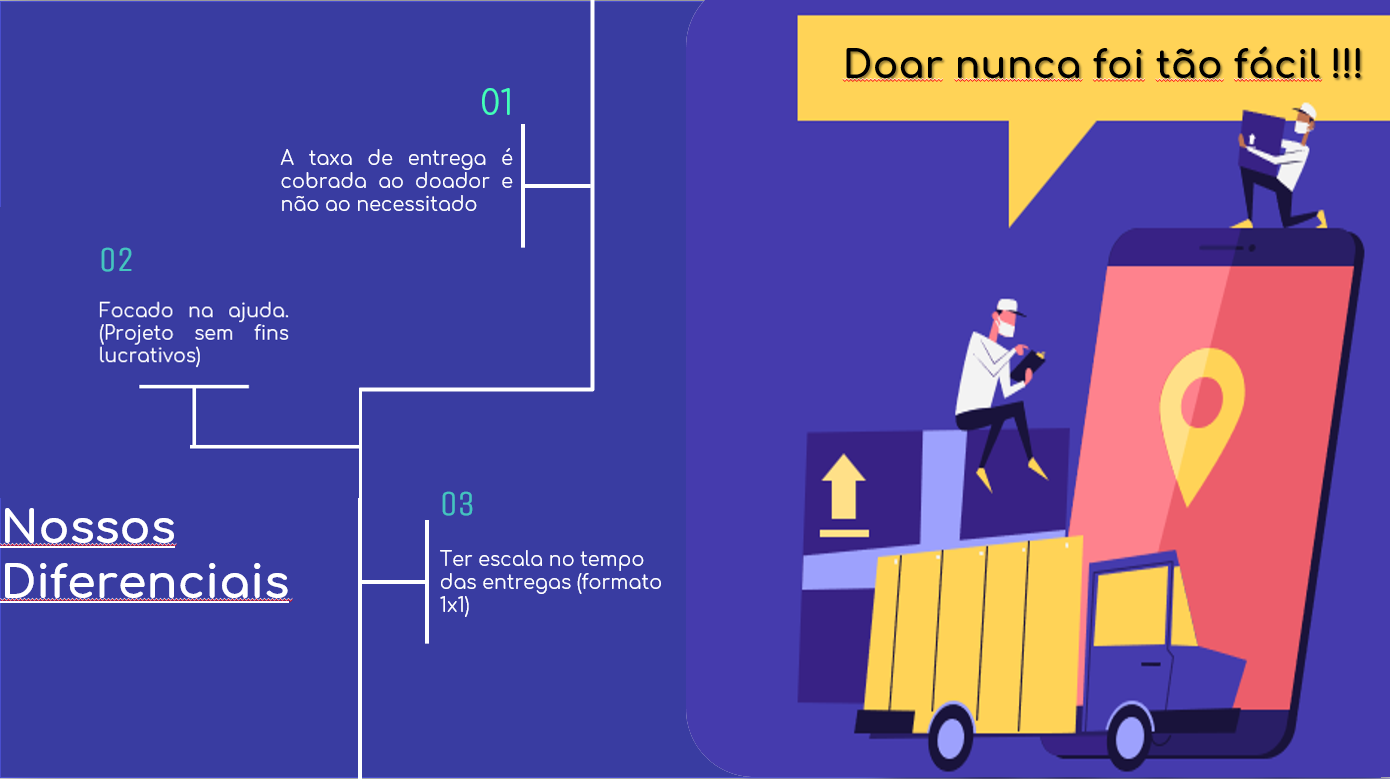 Doar nunca foi tão fácil !!!
01
A taxa de entrega é
cobrada ao doador e
não ao necessitado
02
Focado na ajuda.
(Projeto sem fins
lucrativos)
Nossos
Diferenciais
03
Ter escala no tempo
das entregas (formato
1x1)